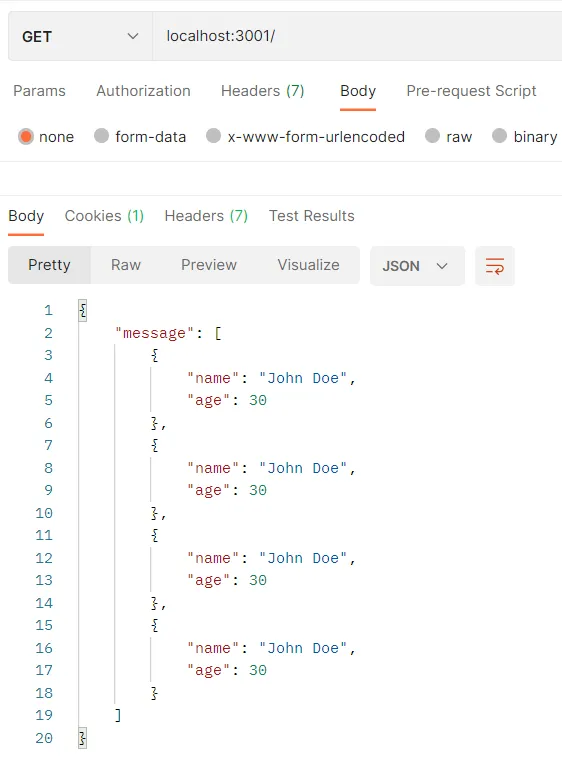 GET localhost:3001/
Params Authorization Headers (7) Body Pre-request Script
none form-data x-www-form-urlencoded raw binary
Body Cookies (1) Headers (7) Test Results
Pretty Raw Preview Visualize JSON
1 {
2 "message": [
3 {
4 "name": "John Doe",
5 "age": 30
6 },
7 {
8 "name": "John Doe",
9 "age": 30
10 },
11 {
12 "name": "John Doe",
13 "age": 30
14 },
15 {
16 "name": "John Doe",
17 "age": 30
18 }
19 ]
20 }